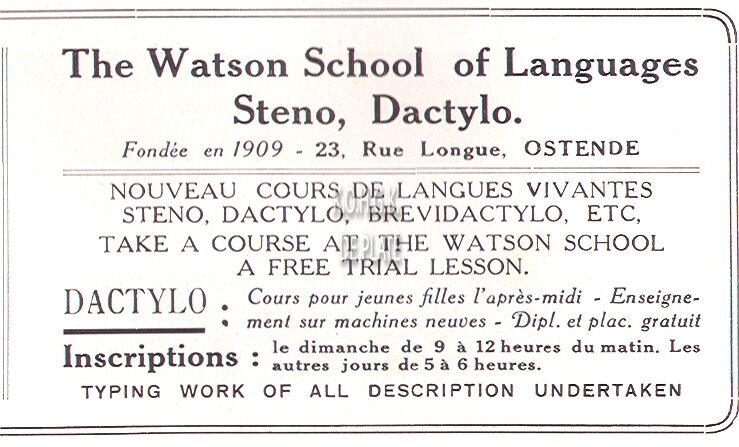 The Watson School of Languages
Steno, Dactylo.
Fondée en 1909 - 23, Rue Longue, OSTENDE
NOUVEAU COURS DE LANGUES VIVANTES
STENO, DACTYLO, BREVIDACTYLO, ETC,
TAKE A COURSE AT THE WATSON SCHOOL
A FREE TRIAL LESSON.
DACTYLO : Cours pour jeunes filles l'après-midi - Enseigne-
ment sur machines neuves - Dipl. et plac. gratuit
Inscriptions : le dimanche de 9 à 12 heures du matin. Les
autres jours de 5 à 6 heures.
TYPING WORK OF ALL DESCRIPTION UNDERTAKEN